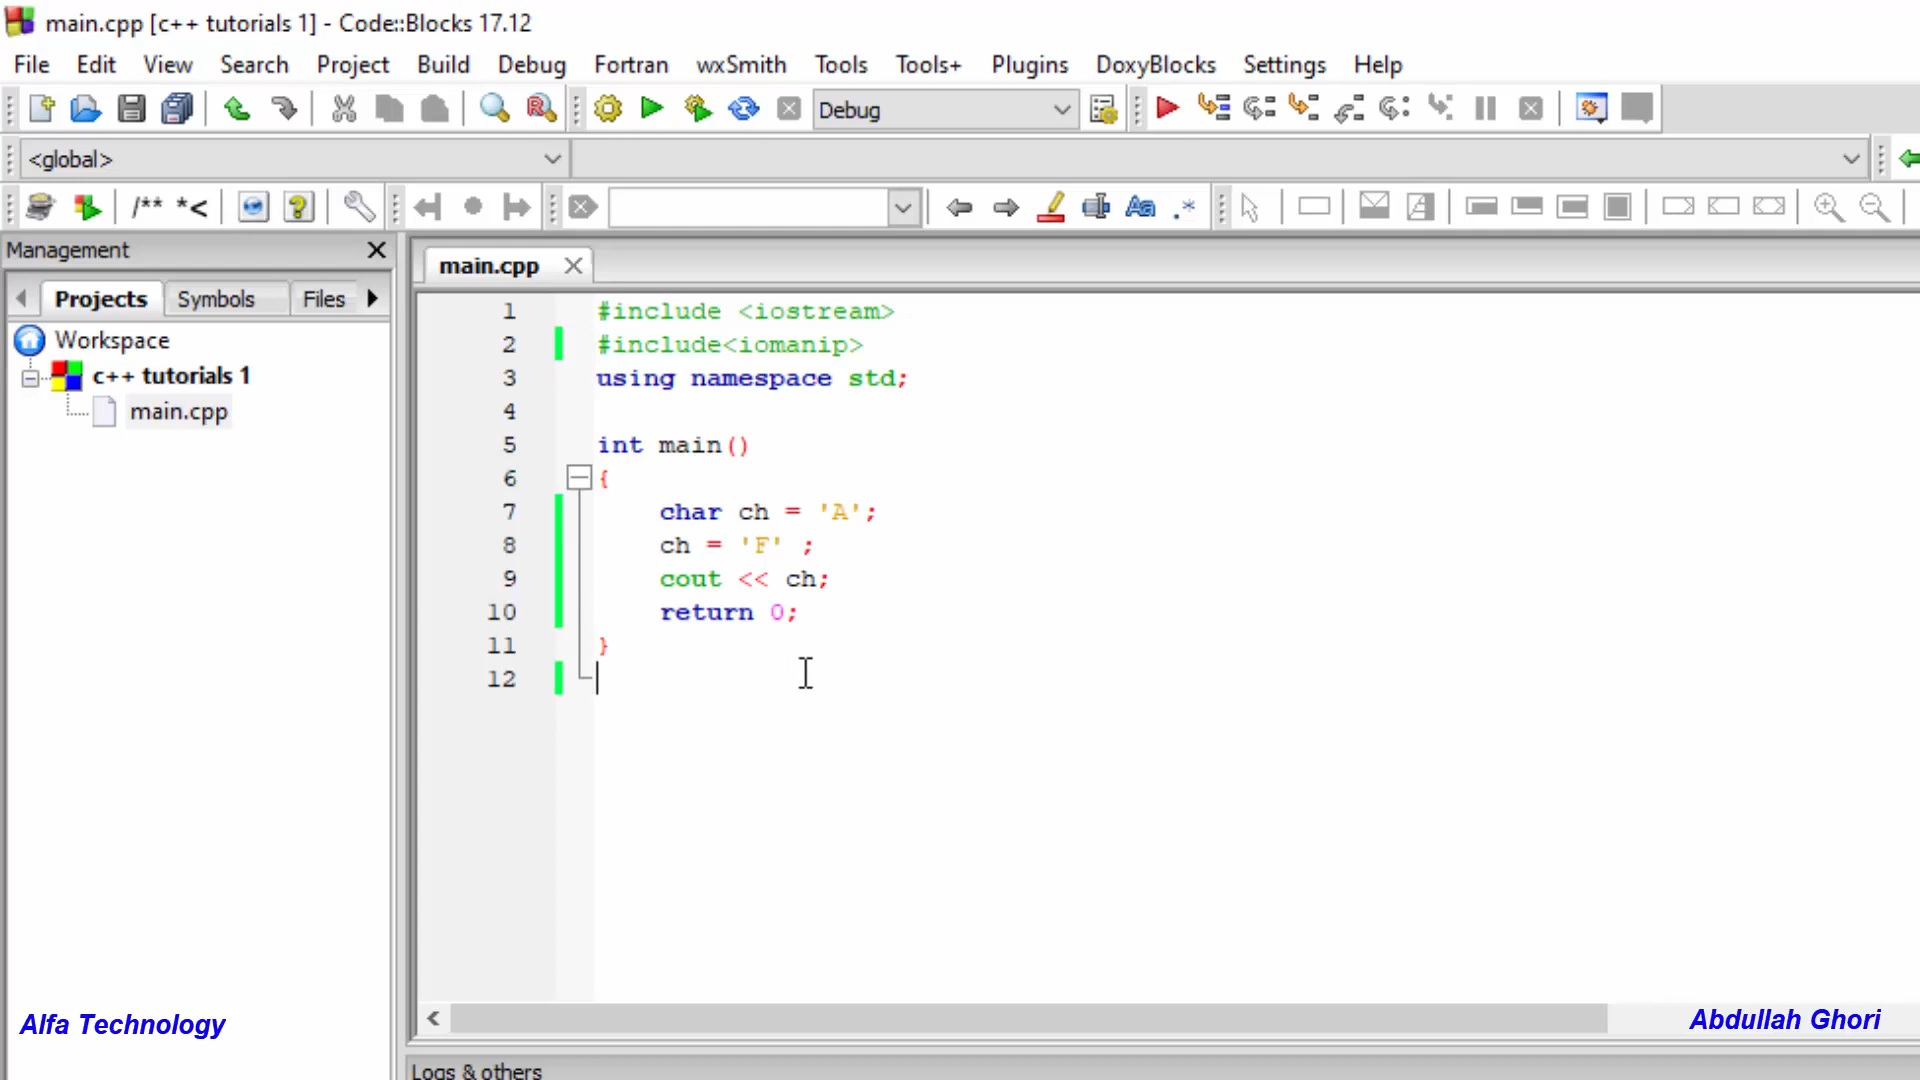 main.cpp [c++ tutorials 1] - Code::Blocks 17.12
File Edit View Search Project Build Debug Fortran wxSmith Tools Tools+ Plugins DoxyBlocks Settings Help
Debug
<global>
/** *<
Aa .*
Management
Projects Symbols Files
Workspace
c++ tutorials 1
main.cpp
main.cpp
1 #include <iostream>
2 #include<iomanip>
3 using namespace std;
4
5 int main()
6 {
7 char ch = 'A';
8 ch = 'F' ;
9 cout << ch;
10 return 0;
11 }
12
Alfa Technology
Abdullah Ghori
Logs & others